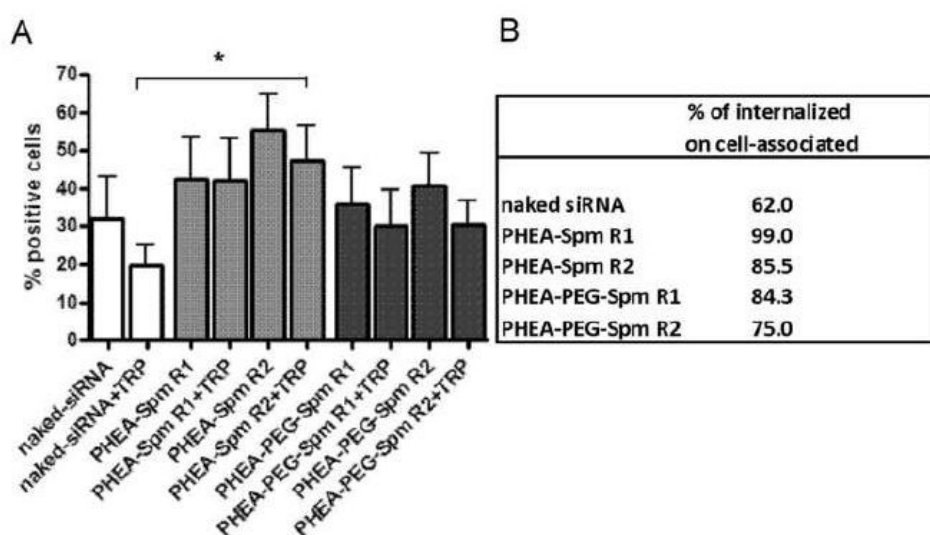 A
*
% positive cells
70
60
50
40
30
20
10
0
naked-siRNA
naked-siRNA+TRP
PHEA-Spm R1
PHEA-Spm R1+TRP
PHEA-Spm R2
PHEA-Spm R2+TRP
PHEA-PEG-Spm R1
PHEA-PEG-Spm R1+TRP
PHEA-PEG-Spm R2
PHEA-PEG-Spm R2+TRP
B
% of internalized
on cell-associated
naked siRNA 62.0
PHEA-Spm R1 99.0
PHEA-Spm R2 85.5
PHEA-PEG-Spm R1 84.3
PHEA-PEG-Spm R2 75.0